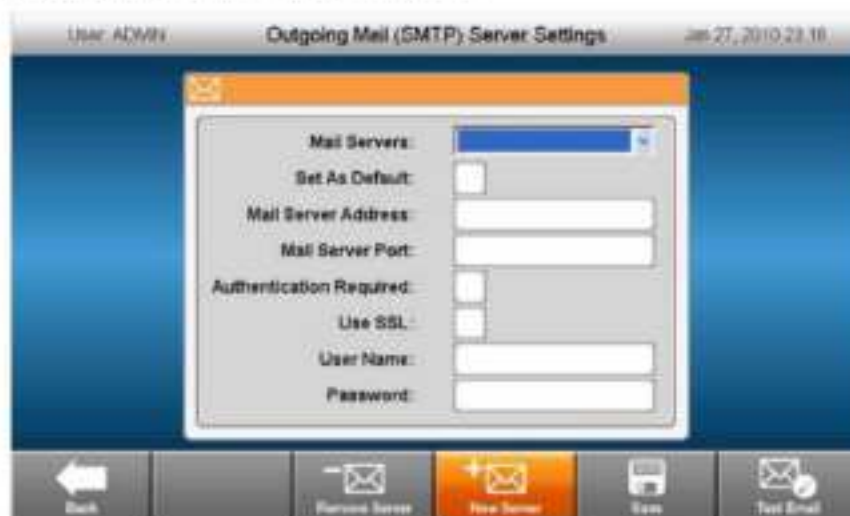 User: ADMIN Outgoing Mail (SMTP) Server Settings Jan 27, 2010 23:18
Mail Servers:
Set As Default:
Mail Server Address:
Mail Server Port:
Authentication Required:
Use SSL:
User Name:
Password:
Back Remove Server New Server Save Test Email